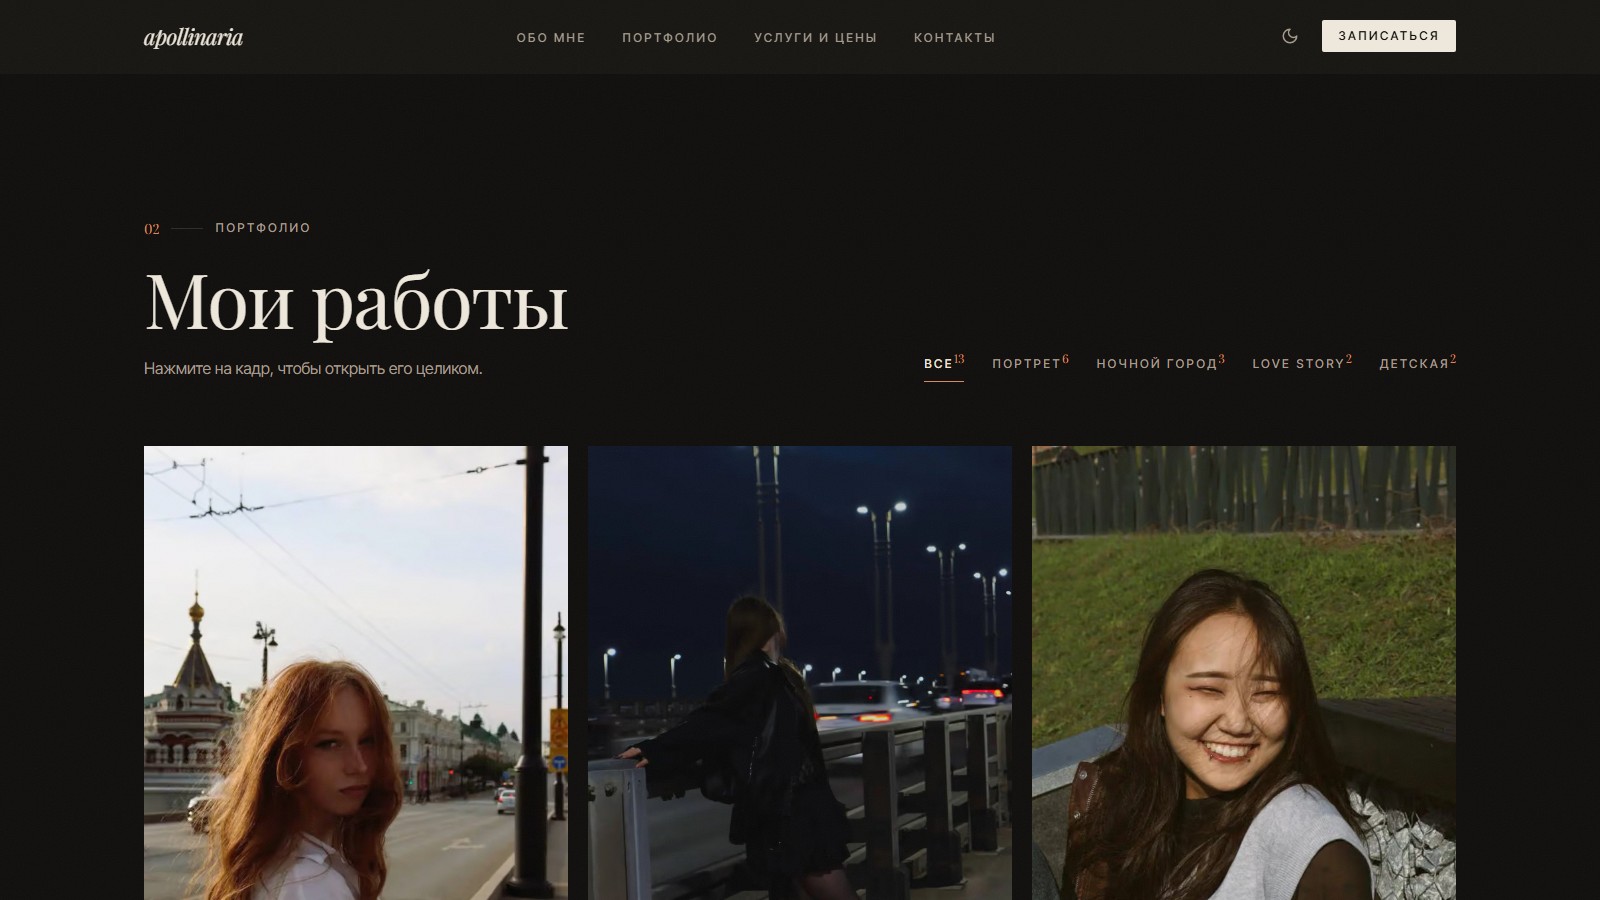 apollinaria
ОБО МНЕ
ПОРТФОЛИО
УСЛУГИ И ЦЕНЫ
КОНТАКТЫ
ЗАПИСАТЬСЯ
02 ПОРТФОЛИО
Мои работы
Нажмите на кадр, чтобы открыть его целиком.
ВСЕ13
ПОРТРЕТ6
НОЧНОЙ ГОРОД3
LOVE STORY2
ДЕТСКАЯ2